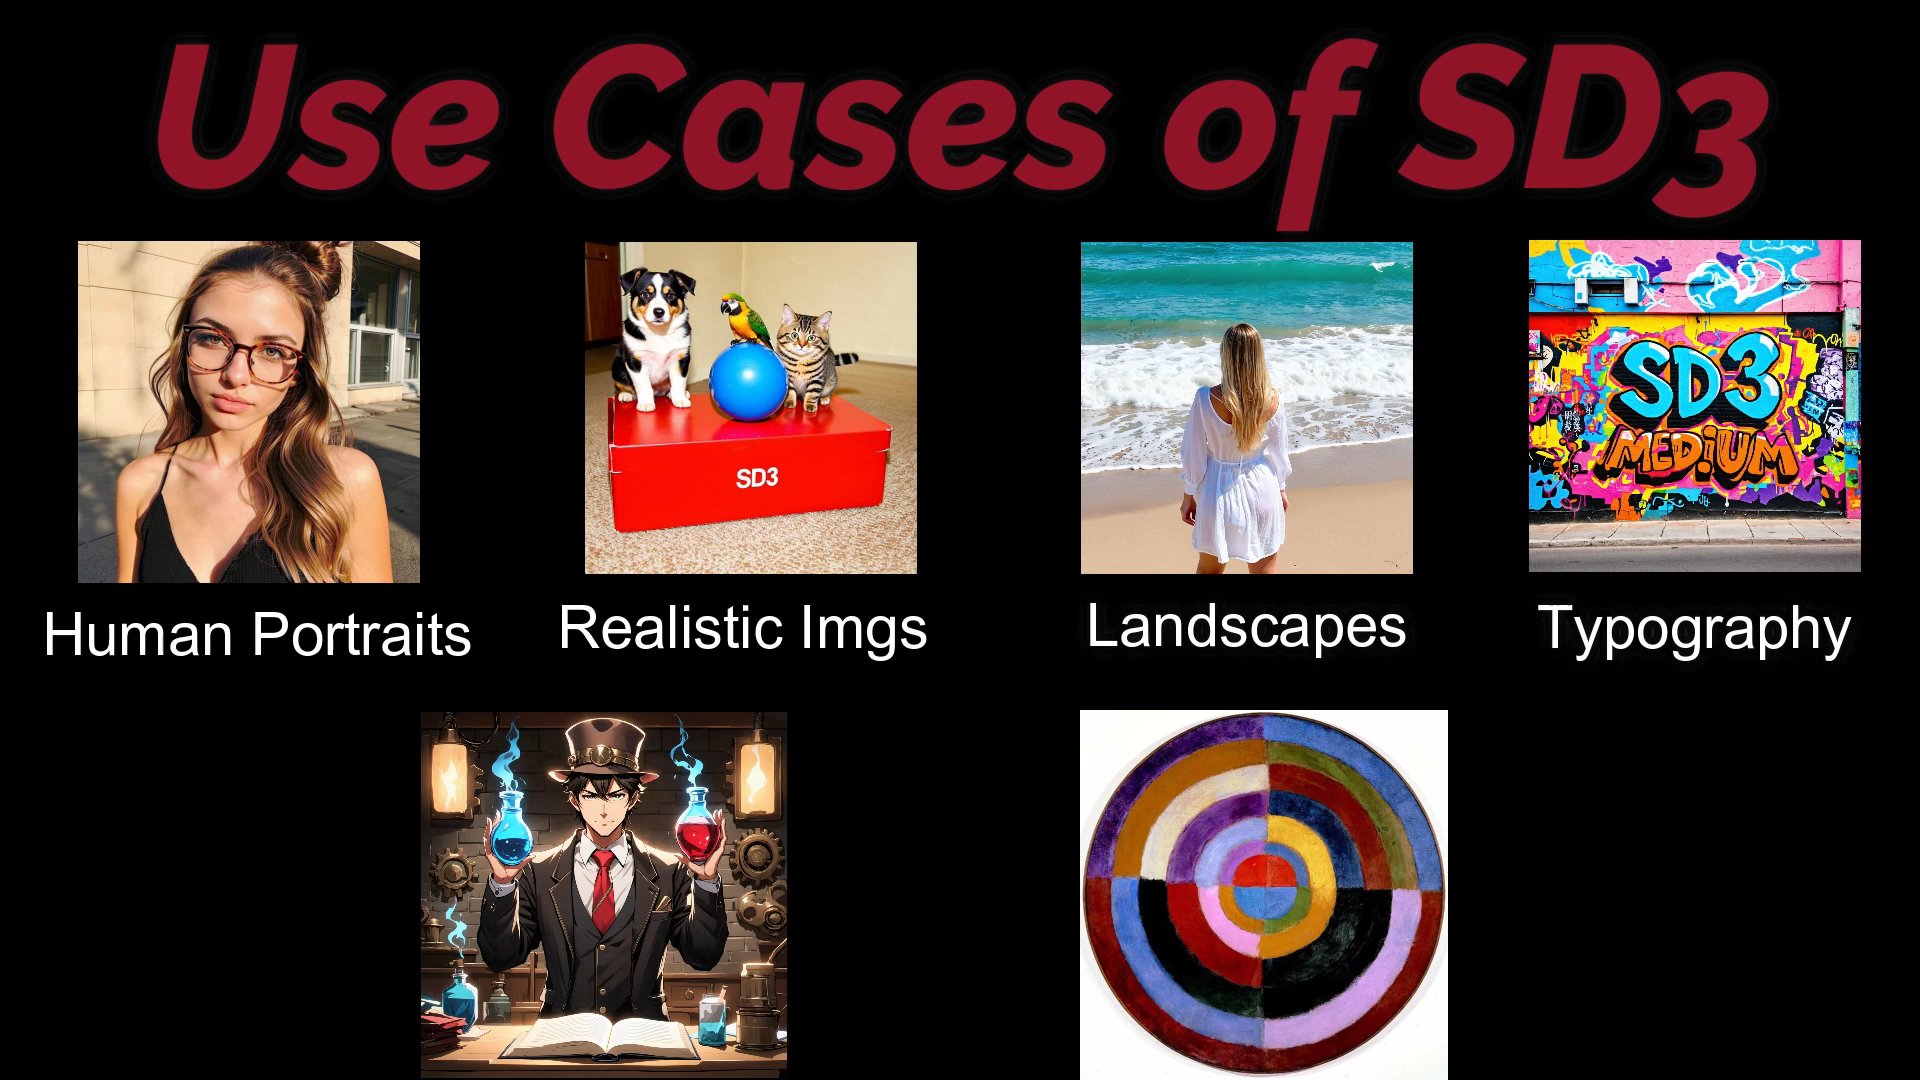 Use Cases of SD3
SD3
SD3
MEDIUM
Human Portraits
Realistic Imgs
Landscapes
Typography